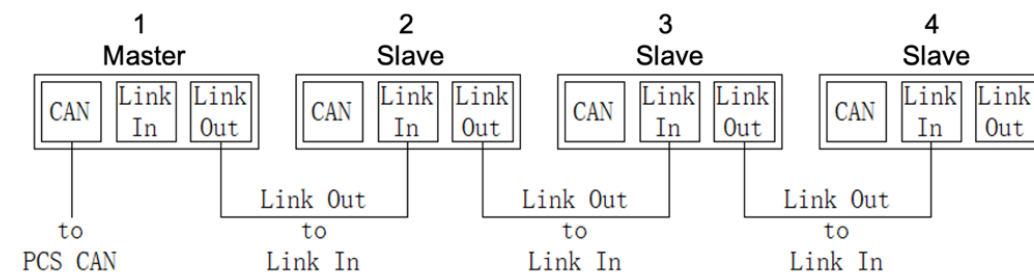 1 2 3 4
Master Slave Slave Slave
CAN Link In Link Out CAN Link In Link Out CAN Link In Link Out CAN Link In Link Out
Link Out Link Out Link Out
to to to to
PCS CAN Link In Link In Link In